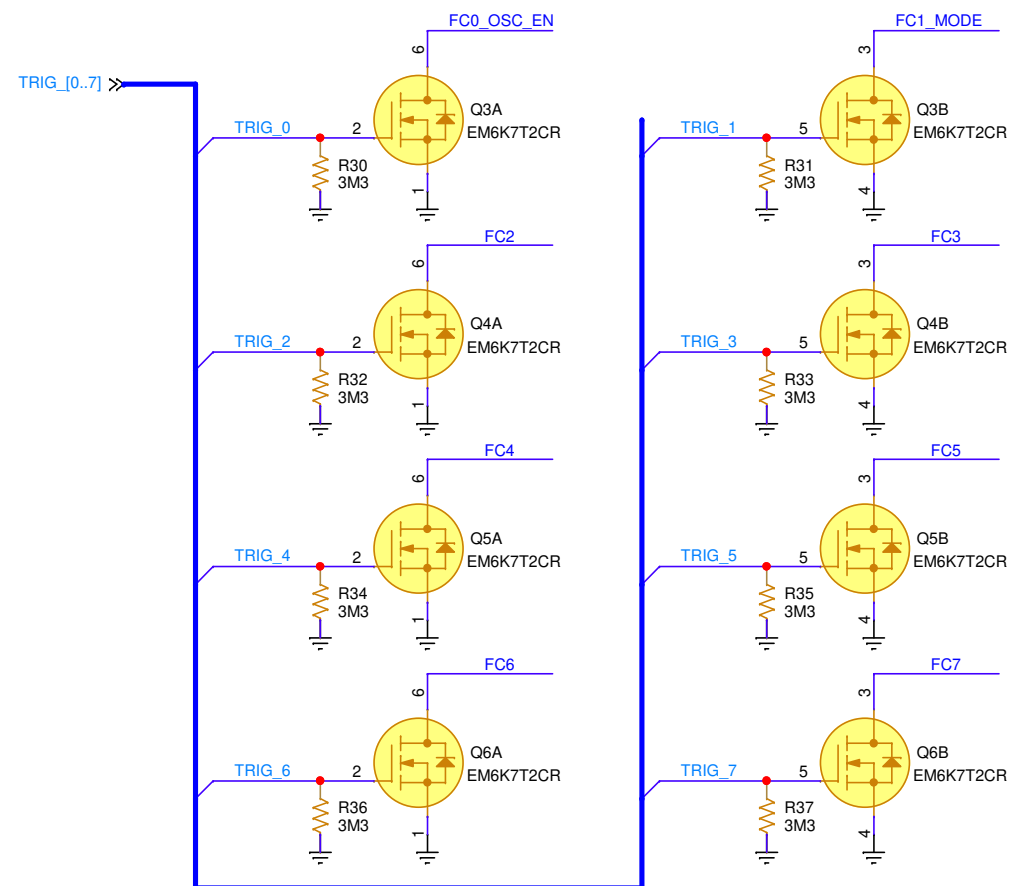 FC0_OSC_EN
FC1_MODE
6
3
TRIG_[0..7]
Q3A
EM6K7T2CR
Q3B
EM6K7T2CR
TRIG_0
2
TRIG_1
5
R30
3M3
R31
3M3
1
4
FC2
FC3
6
3
Q4A
EM6K7T2CR
Q4B
EM6K7T2CR
TRIG_2
2
TRIG_3
5
R32
3M3
R33
3M3
1
4
FC4
FC5
6
3
Q5A
EM6K7T2CR
Q5B
EM6K7T2CR
TRIG_4
2
TRIG_5
5
R34
3M3
R35
3M3
1
4
FC6
FC7
6
3
Q6A
EM6K7T2CR
Q6B
EM6K7T2CR
TRIG_6
2
TRIG_7
5
R36
3M3
R37
3M3
1
4